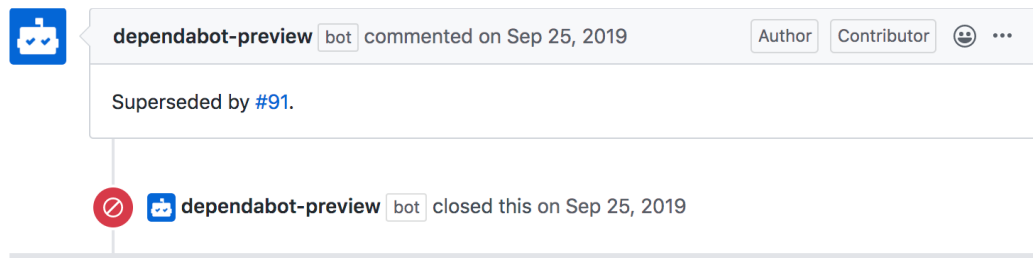 dependabot-preview bot commented on Sep 25, 2019 Author Contributor
Superseded by #91.
dependabot-preview bot closed this on Sep 25, 2019